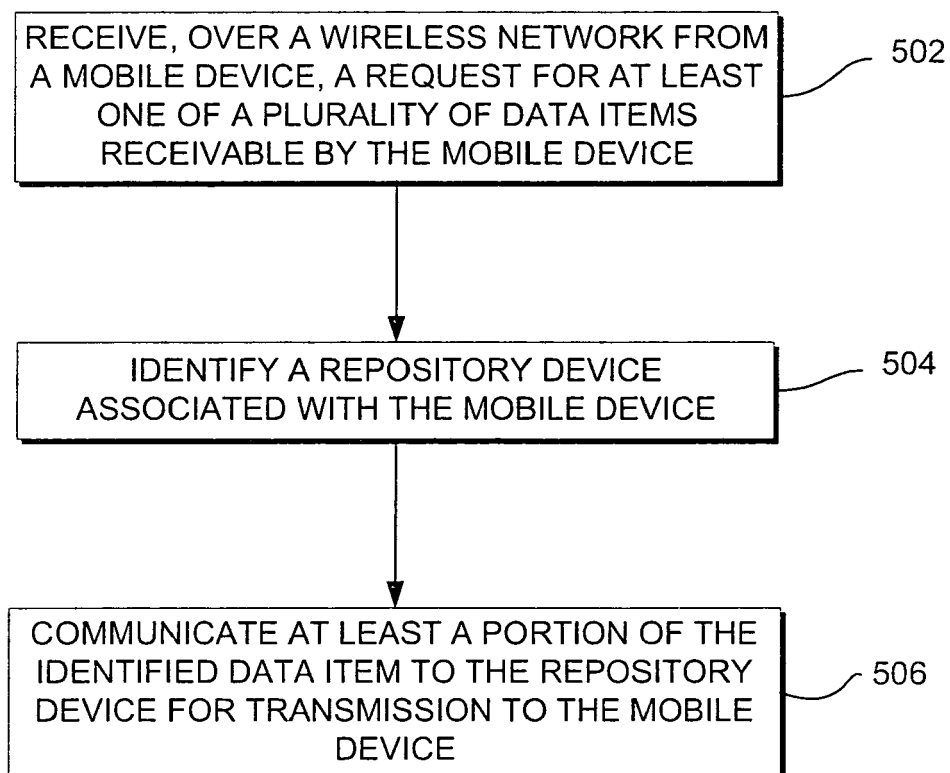 RECEIVE, OVER A WIRELESS NETWORK FROM
A MOBILE DEVICE, A REQUEST FOR AT LEAST
ONE OF A PLURALITY OF DATA ITEMS
RECEIVABLE BY THE MOBILE DEVICE
502
IDENTIFY A REPOSITORY DEVICE
ASSOCIATED WITH THE MOBILE DEVICE
504
COMMUNICATE AT LEAST A PORTION OF THE
IDENTIFIED DATA ITEM TO THE REPOSITORY
DEVICE FOR TRANSMISSION TO THE MOBILE
DEVICE
506